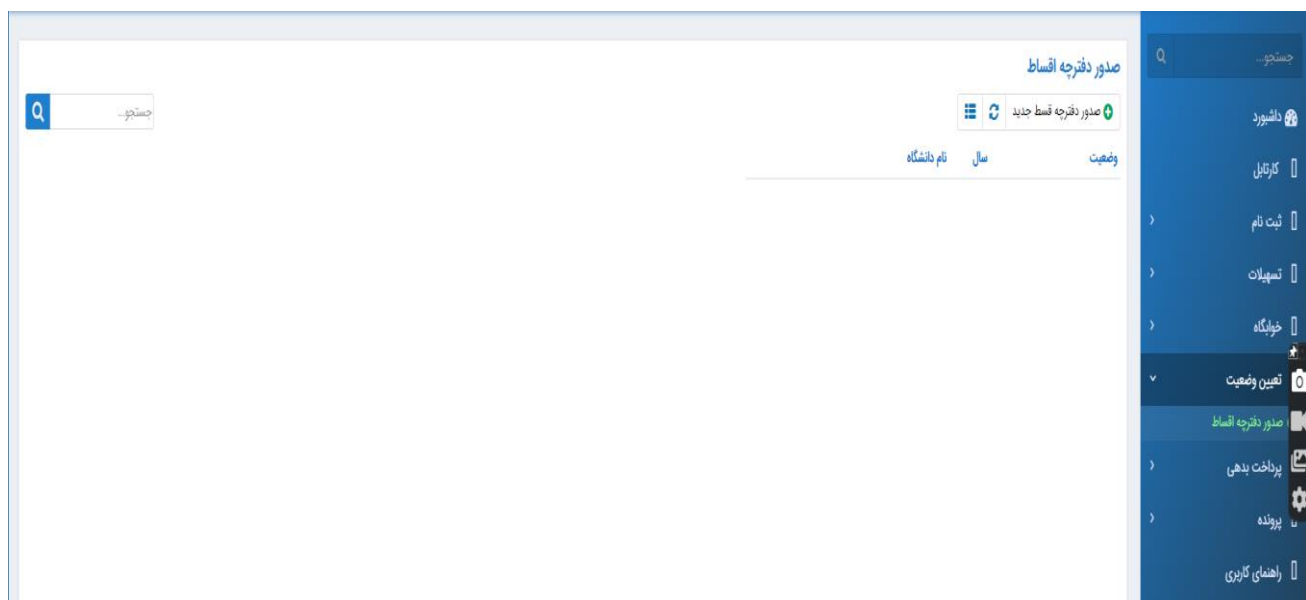 جستجو...
داشبورد
کارتابل
ثبت نام
تسهیلات
خوابگاه
تعیین وضعیت
صدور دفترچه اقساط
پرداخت بدهی
پرونده
راهنمای کاربری
صدور دفترچه اقساط
صدور دفترچه قسط جدید
جستجو...
وضعیت سال نام دانشگاه